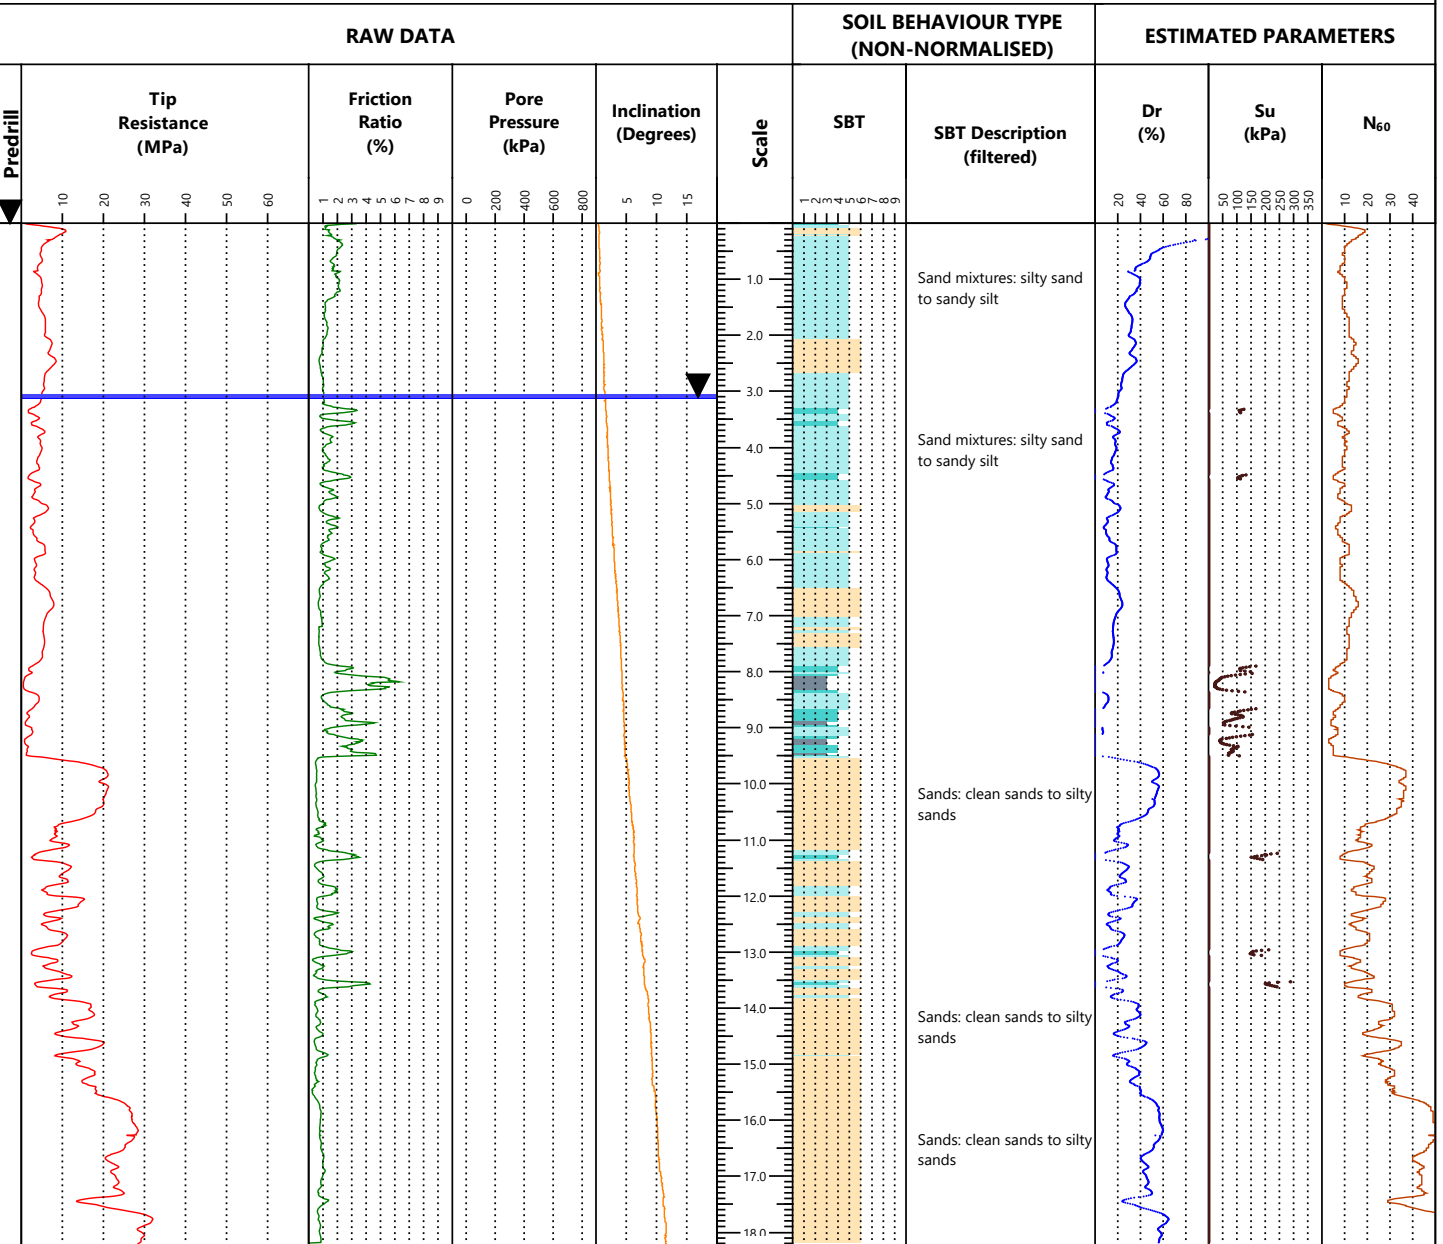 RAW DATA
SOIL BEHAVIOUR TYPE
(NON-NORMALISED)
ESTIMATED PARAMETERS
Predrill
Tip
Resistance
(MPa)
Friction
Ratio
(%)
Pore
Pressure
(kPa)
Inclination
(Degrees)
Scale
SBT
SBT Description
(filtered)
Dr
(%)
Su
(kPa)
N60
10 20 30 40 50 60
1 2 3 4 5 6 7 8 9
0 200 400 600 800
5 10 15
1 2 3 4 5 6 7 8 9
20 40 60 80
50 100 150 200 250 300 350
10 20 30 40
Sand mixtures: silty sand
1.0
to sandy silt
2.0
3.0
Sand mixtures: silty sand
4.0
to sandy silt
5.0
6.0
7.0
8.0
9.0
10.0
Sands: clean sands to silty
sands
11.0
12.0
13.0
14.0
Sands: clean sands to silty
sands
15.0
16.0
Sands: clean sands to silty
sands
17.0
18.0